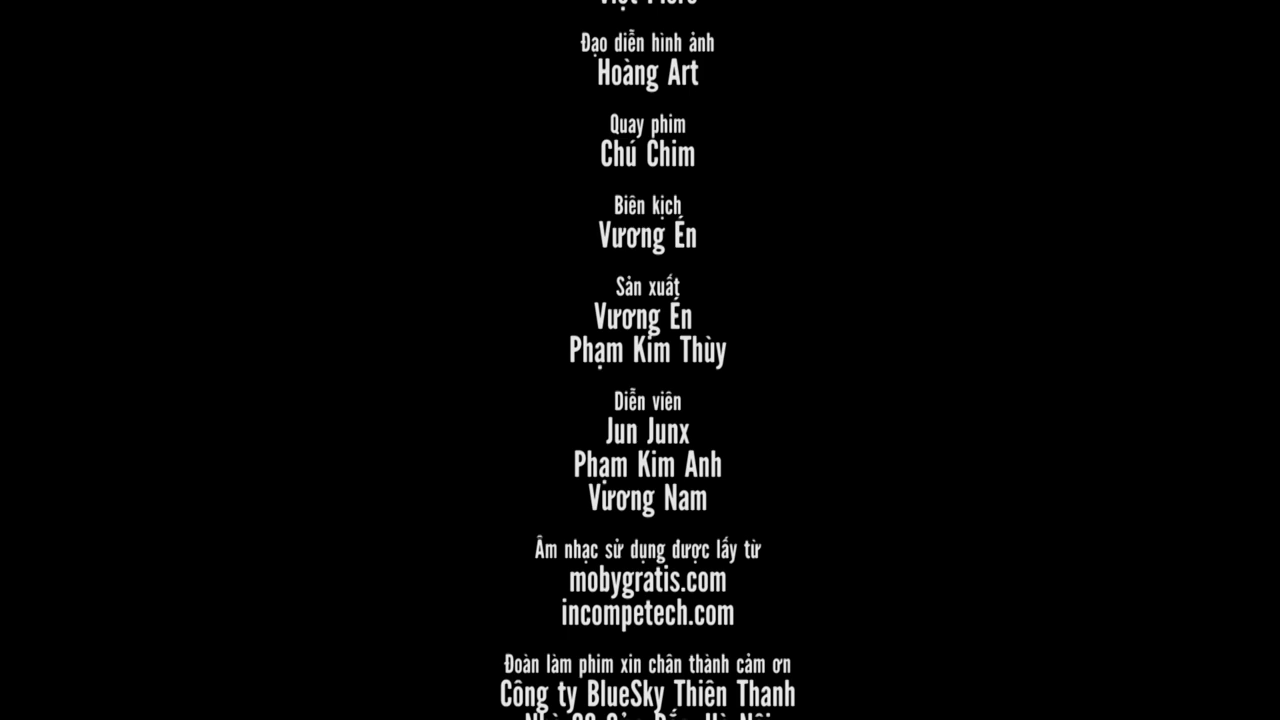 Đạo diễn hình ảnh
Hoàng Art
Quay phim
Chú Chim
Biên kịch
Vương Én
Sản xuất
Vương Én
Phạm Kim Thùy
Diễn viên
Jun Junx
Phạm Kim Anh
Vương Nam
Âm nhạc sử dụng được lấy từ
mobygratis.com
incompetech.com
Đoàn làm phim xin chân thành cảm ơn
Công ty BlueSky Thiên Thanh